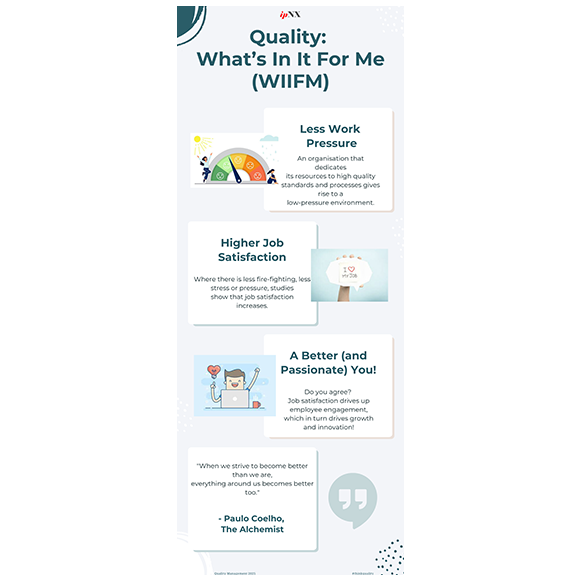 ipNX
Quality:
What's In It For Me
(WIIFM)
Less Work
Pressure
An organisation that
dedicates
its resources to high quality
standards and processes gives
rise to a
low-pressure environment.
Higher Job
Satisfaction
Where there is less fire-fighting, less
stress or pressure, studies
show that job satisfaction
increases.
I ♥
MY JOB
A Better (and
Passionate) You!
Do you agree?
Job satisfaction drives up
employee engagement,
which in turn drives growth
and innovation!
"When we strive to become better
than we are,
everything around us becomes better
too."
- Paulo Coelho,
The Alchemist
Quality Management 2022